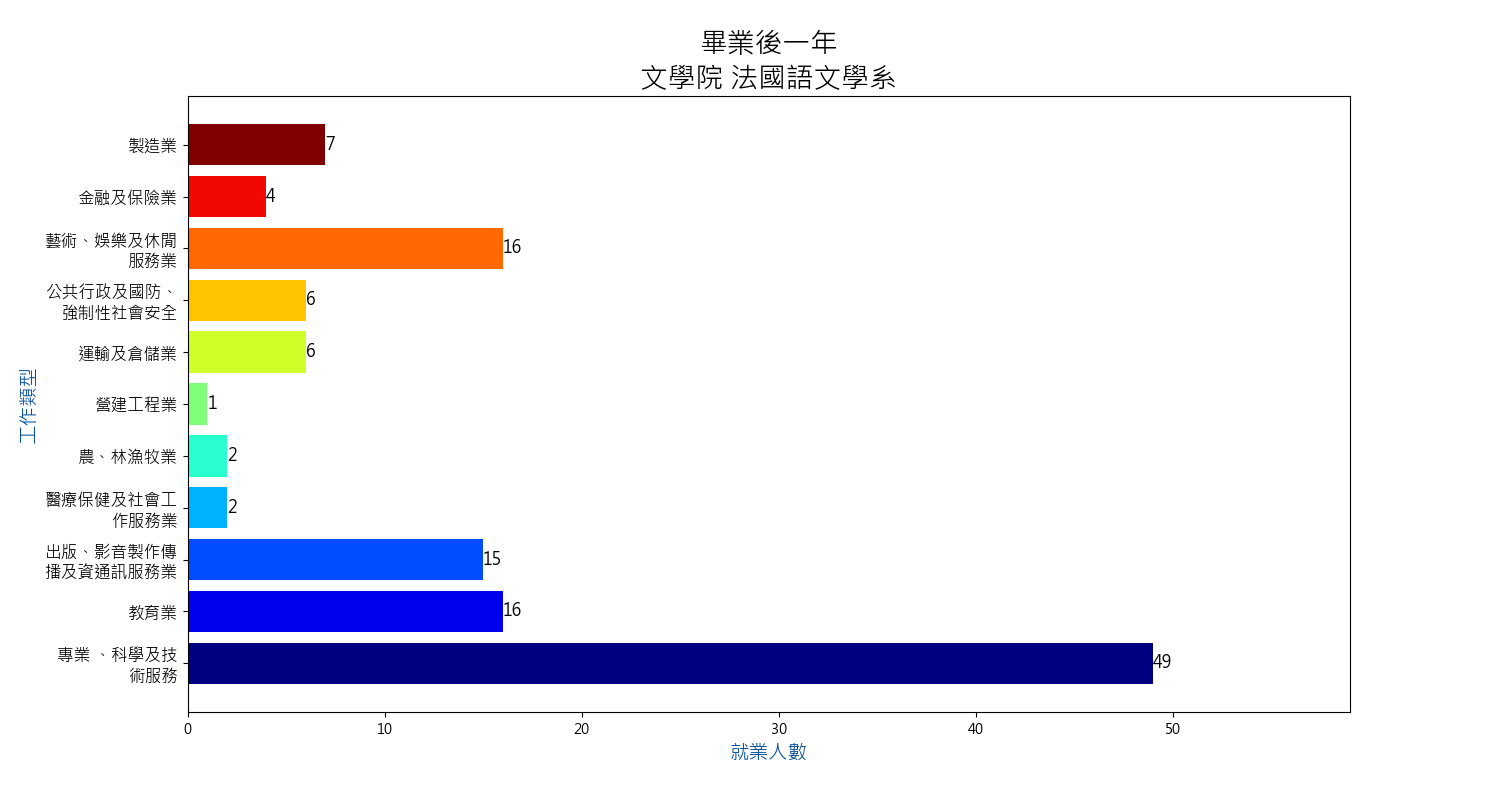 畢業後一年
文學院 法國語文學系
製造業
7
金融及保險業
4
藝術、娛樂及休閒
服務業
16
公共行政及國防、
強制性社會安全
6
運輸及倉儲業
6
營建工程業
1
農、林漁牧業
2
醫療保健及社會工
作服務業
2
出版、影音製作傳
播及資通訊服務業
15
教育業
16
專業 、科學及技
術服務
49
工作類型
0 10 20 30 40 50
就業人數